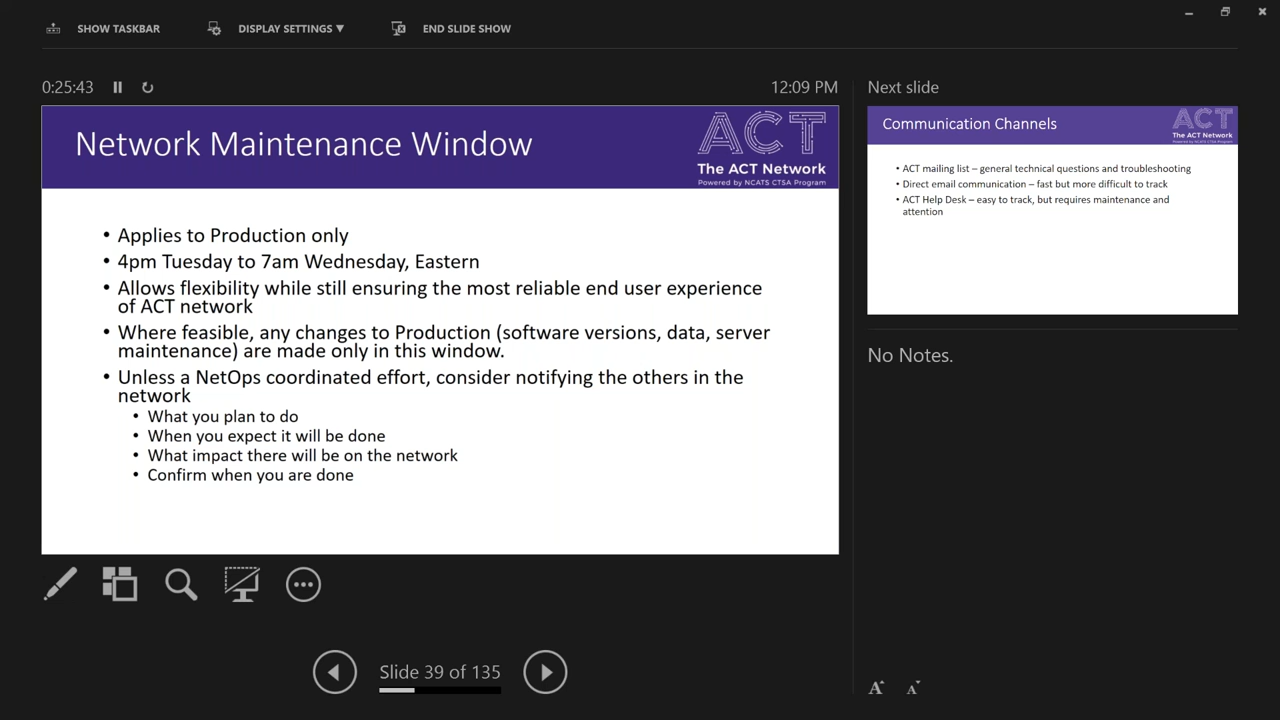 SHOW TASKBAR
DISPLAY SETTINGS ▼
END SLIDE SHOW
0:25:43
12:09 PM
Network Maintenance Window
ACT
The ACT Network
Powered by NCATS CTSA Program
• Applies to Production only
• 4pm Tuesday to 7am Wednesday, Eastern
• Allows flexibility while still ensuring the most reliable end user experience
of ACT network
• Where feasible, any changes to Production (software versions, data, server
maintenance) are made only in this window.
• Unless a NetOps coordinated effort, consider notifying the others in the
network
• What you plan to do
• When you expect it will be done
• What impact there will be on the network
• Confirm when you are done
Slide 39 of 135
Next slide
Communication Channels
ACT
The ACT Network
Powered by NCATS CTSA Program
• ACT mailing list – general technical questions and troubleshooting
• Direct email communication – fast but more difficult to track
• ACT Help Desk – easy to track, but requires maintenance and
attention
No Notes.
A A